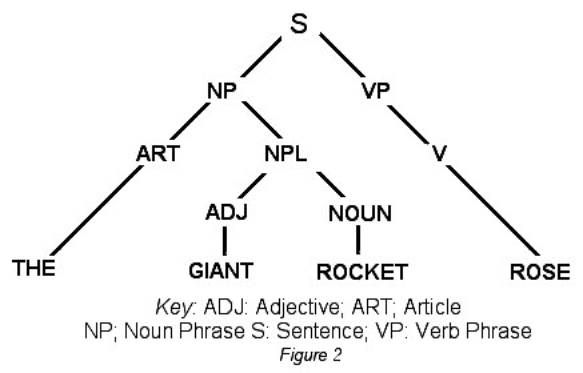 S
NP VP
ART NPL V
ADJ NOUN
THE GIANT ROCKET ROSE
Key: ADJ: Adjective; ART; Article
NP; Noun Phrase S: Sentence; VP: Verb Phrase
Figure 2